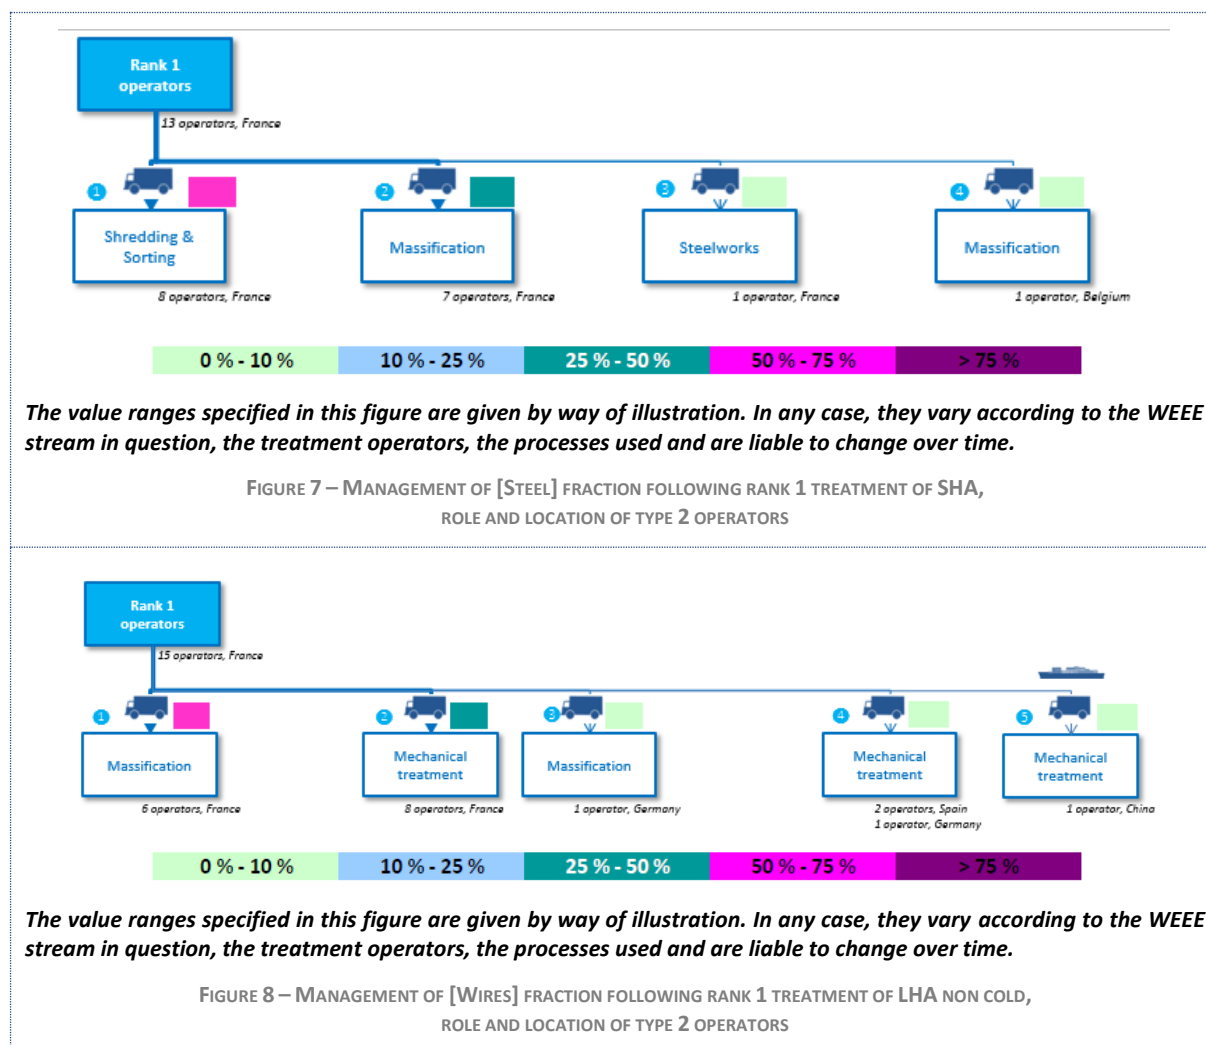 Rank 1
operators
13 operators, France
1
2
3
4
Shredding &
Sorting
Massification
Steelworks
Massification
8 operators, France
7 operators, France
1 operator, France
1 operator, Belgium
0 % - 10 %
10 % - 25 %
25 % - 50 %
50 % - 75 %
> 75 %
The value ranges specified in this figure are given by way of illustration. In any case, they vary according to the WEEE
stream in question, the treatment operators, the processes used and are liable to change over time.
FIGURE 7 – MANAGEMENT OF [STEEL] FRACTION FOLLOWING RANK 1 TREATMENT OF SHA,
ROLE AND LOCATION OF TYPE 2 OPERATORS
Rank 1
operators
15 operators, France
1
2
3
4
5
Massification
Mechanical
treatment
Massification
Mechanical
treatment
Mechanical
treatment
6 operators, France
8 operators, France
1 operator, Germany
2 operators, Spain
1 operator, Germany
1 operator, China
0 % - 10 %
10 % - 25 %
25 % - 50 %
50 % - 75 %
> 75 %
The value ranges specified in this figure are given by way of illustration. In any case, they vary according to the WEEE
stream in question, the treatment operators, the processes used and are liable to change over time.
FIGURE 8 – MANAGEMENT OF [WIRES] FRACTION FOLLOWING RANK 1 TREATMENT OF LHA NON COLD,
ROLE AND LOCATION OF TYPE 2 OPERATORS